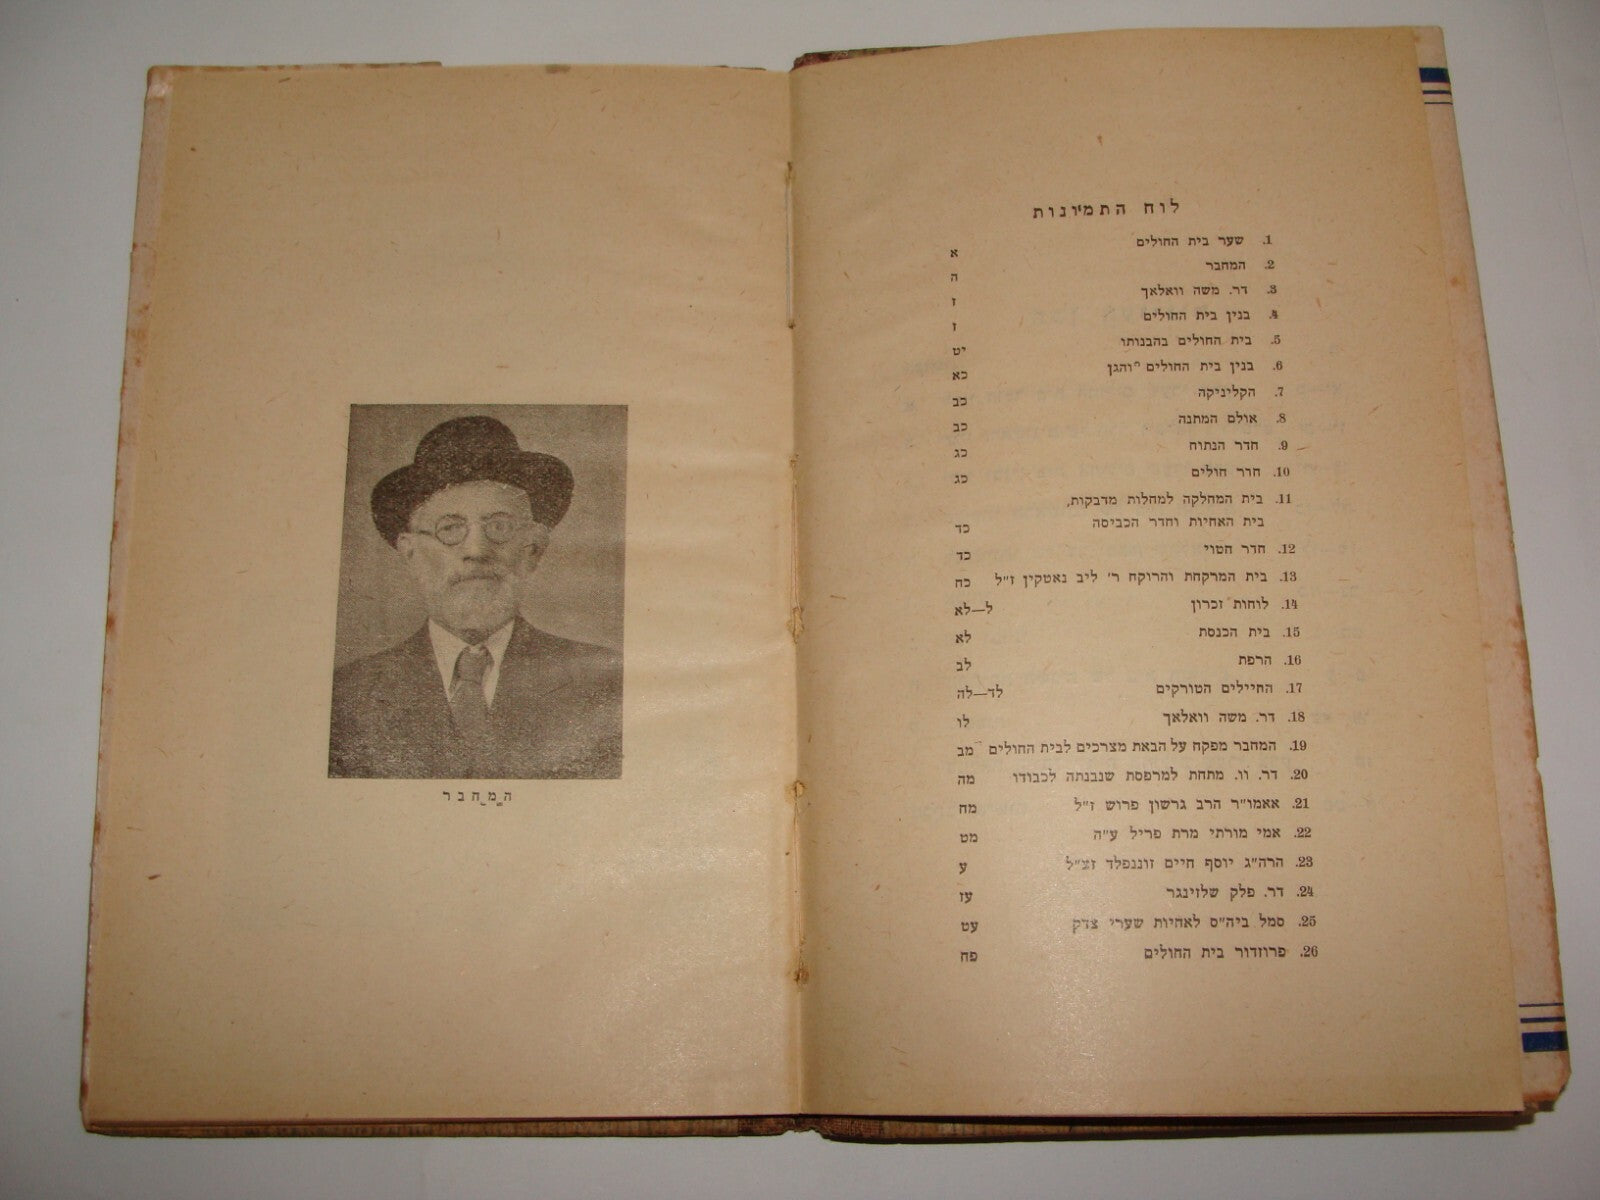 לוח התמונות
1. שער בית החולים א
2. המחבר ה
3. דר. משה וואלאך ז
4. בנין בית החולים ז
5. בית החולים בהבנותו יט
6. בנין בית החולים והגן כא
7. הקליניקה כב
8. אולם המתנה כב
9. חדר הנתוח כג
10. חדר חולים כג
11. בית המחלקה למחלות מדבקות,
בית האחיות וחדר הכביסה כד
12. חדר חטוי כד
13. בית המרקחת והרוקח ר׳ ליב נאטקין ז״ל כח
14. לוחות זכרון ל—לא
15. בית הכנסת לא
16. הרפת לב
17. החיילים הטורקים לד—לה
18. דר. משה וואלאך לו
19. המחבר מפקח על הבאת מצרכים לבית החולים מב
20. דר. וו. מתחת למרפסת שנבנתה לכבודו מה
21. אאמו״ר הרב גרשון פרוש ז״ל מח
22. אמי מורתי מרת פריל ע״ה מט
23. הרה״ג יוסף חיים זוננפלד זצ״ל ע
24. דר. פלק שלזינגר עז
25. סמל ביה״ס לאחיות שערי צדק עט
26. פרוזדור בית החולים פח
המחבר